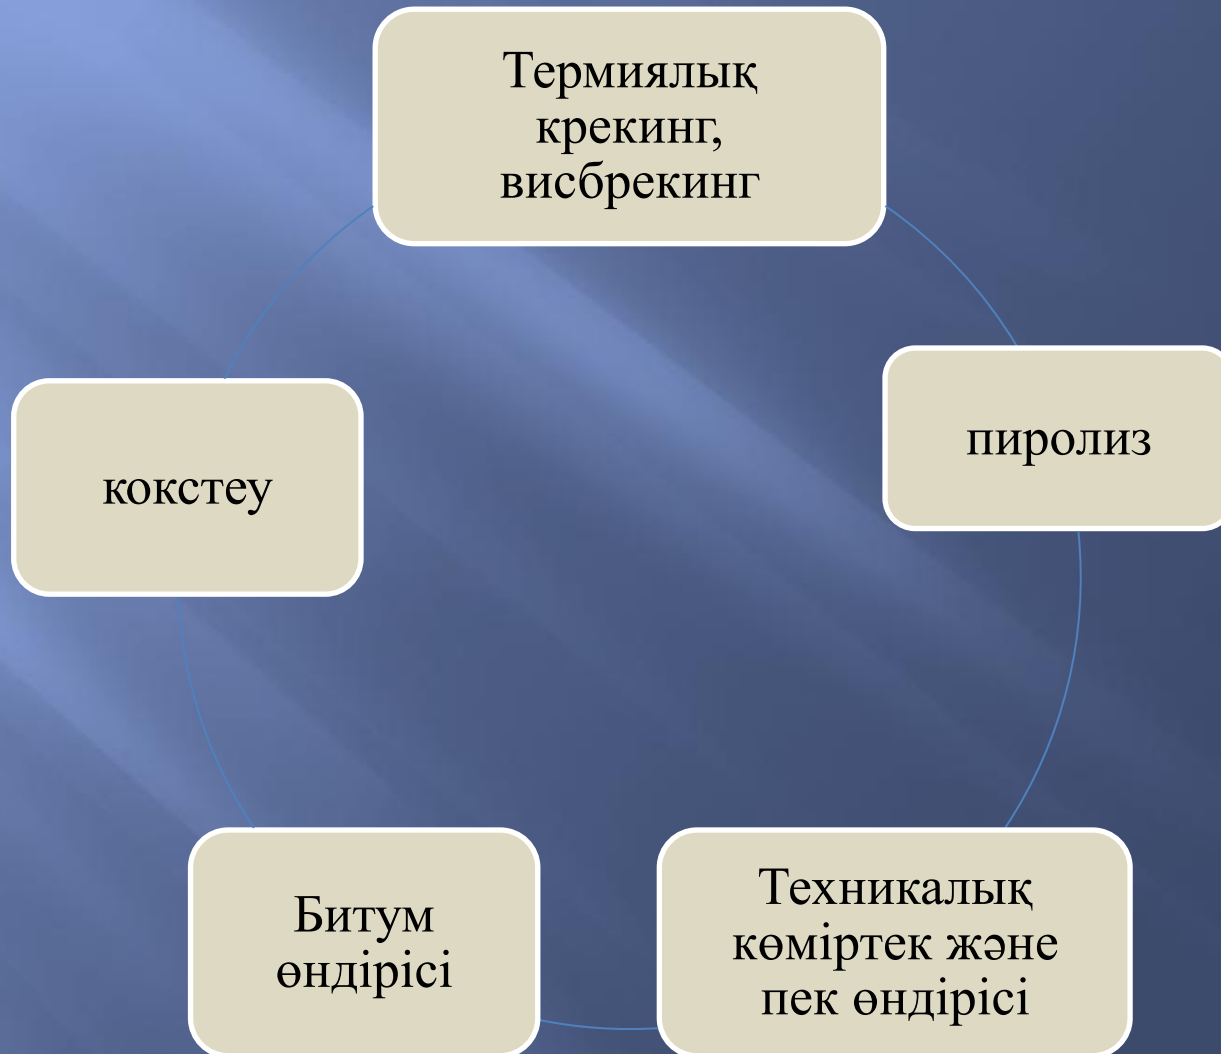 Термиялық
крекинг,
висбрекинг
пиролиз
кокстеу
Техникалық
көміртек және
пек өндірісі
Битум
өндірісі